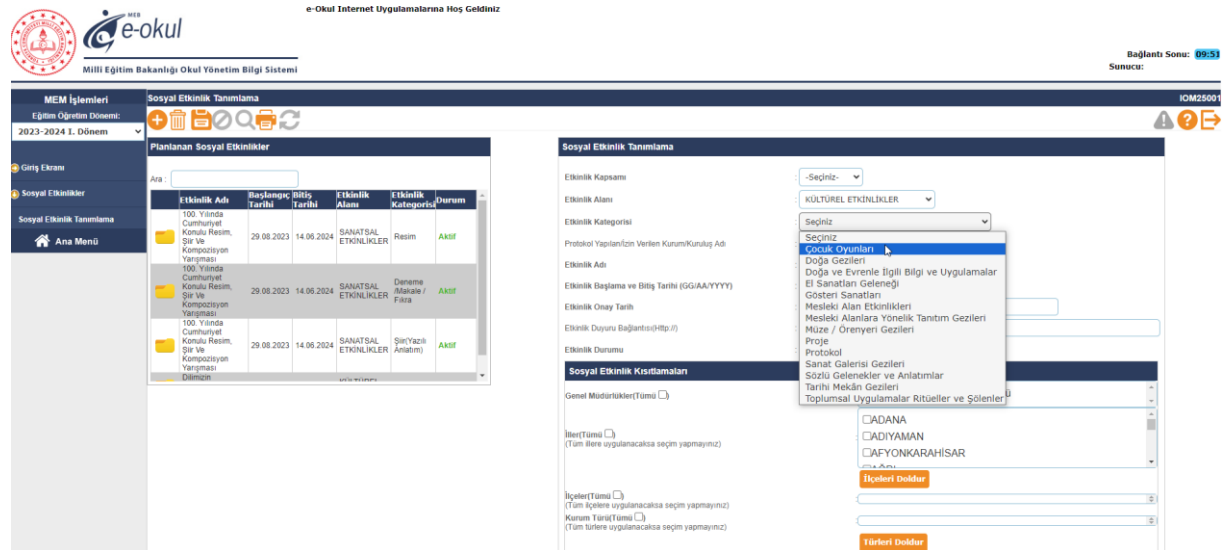 e-Okul Internet Uygulamalarına Hoş Geldiniz
MEB
e-okul
Milli Eğitim Bakanlığı Okul Yönetim Bilgi Sistemi
Bağlantı Sonu: 09:53
Sunucu:
MEM İşlemleri
Eğitim Öğretim Dönemi:
2023-2024 I. Dönem
Giriş Ekranı
Sosyal Etkinlikler
Sosyal Etkinlik Tanımlama
Ana Menü
Sosyal Etkinlik Tanımlama
IOM25001
Planlanan Sosyal Etkinlikler
Ara :
Etkinlik Adı Başlangıç Tarihi Bitiş Tarihi Etkinlik Alanı Etkinlik Kategorisi Durum
100. Yılında
Cumhuriyet
Konulu Resim,
Şiir Ve
Kompozisyon
Yarışması
29.08.2023 14.06.2024 SANATSAL ETKİNLİKLER Resim Aktif
100. Yılında
Cumhuriyet
Konulu Resim,
Şiir Ve
Kompozisyon
Yarışması
29.08.2023 14.06.2024 SANATSAL ETKİNLİKLER Deneme /Makale / Fıkra Aktif
100. Yılında
Cumhuriyet
Konulu Resim,
Şiir Ve
Kompozisyon
Yarışması
29.08.2023 14.06.2024 SANATSAL ETKİNLİKLER Şiir(Yazılı Anlatım) Aktif
Dilimizin
Sosyal Etkinlik Tanımlama
Etkinlik Kapsamı : -Seçiniz-
Etkinlik Alanı : KÜLTÜREL ETKİNLİKLER
Etkinlik Kategorisi : Seçiniz
Seçiniz
Çocuk Oyunları
Doğa Gezileri
Doğa ve Evrenle İlgili Bilgi ve Uygulamalar
El Sanatları Geleneği
Gösteri Sanatları
Mesleki Alan Etkinlikleri
Mesleki Alanlara Yönelik Tanıtım Gezileri
Müze / Örenyeri Gezileri
Proje
Protokol
Sanat Galerisi Gezileri
Sözlü Gelenekler ve Anlatımlar
Tarihi Mekân Gezileri
Toplumsal Uygulamalar Ritüeller ve Şölenler
Protokol Yapılan/İzin Verilen Kurum/Kuruluş Adı
Etkinlik Adı
Etkinlik Başlama ve Bitiş Tarihi (GG/AA/YYYY)
Etkinlik Onay Tarih
Etkinlik Duyuru Bağlantısı(Http://)
Etkinlik Durumu
Sosyal Etkinlik Kısıtlamaları
Genel Müdürlükler(Tümü )
İller(Tümü )
(Tüm illere uygulanacaksa seçim yapmayınız)
ADANA
ADIYAMAN
AFYONKARAHİSAR
İlçeleri Doldur
İlçeler(Tümü )
(Tüm ilçelere uygulanacaksa seçim yapmayınız)
Kurum Türü(Tümü )
(Tüm türlere uygulanacaksa seçim yapmayınız)
Türleri Doldur